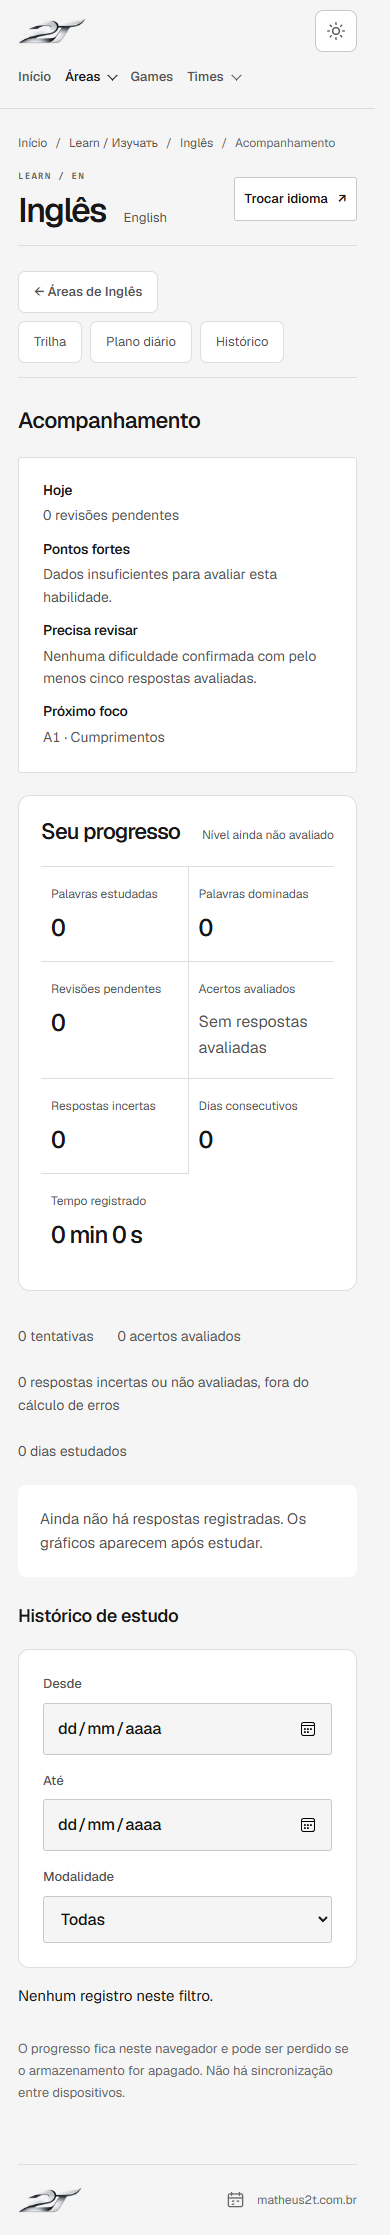 2T
Início Áreas Games Times
Início / Learn / Изучать / Inglês / Acompanhamento
LEARN / EN
Inglês English
Trocar idioma ↗
← Áreas de Inglês
Trilha Plano diário Histórico
Acompanhamento
Hoje
0 revisões pendentes
Pontos fortes
Dados insuficientes para avaliar esta
habilidade.
Precisa revisar
Nenhuma dificuldade confirmada com pelo
menos cinco respostas avaliadas.
Próximo foco
A1 · Cumprimentos
Seu progresso Nível ainda não avaliado
Palavras estudadas
0
Palavras dominadas
0
Revisões pendentes
0
Acertos avaliados
Sem respostas
avaliadas
Respostas incertas
0
Dias consecutivos
0
Tempo registrado
0 min 0 s
0 tentativas 0 acertos avaliados
0 respostas incertas ou não avaliadas, fora do
cálculo de erros
0 dias estudados
Ainda não há respostas registradas. Os
gráficos aparecem após estudar.
Histórico de estudo
Desde
dd/mm/aaaa
Até
dd/mm/aaaa
Modalidade
Todas
Nenhum registro neste filtro.
O progresso fica neste navegador e pode ser perdido se
o armazenamento for apagado. Não há sincronização
entre dispositivos.
2T
matheus2t.com.br